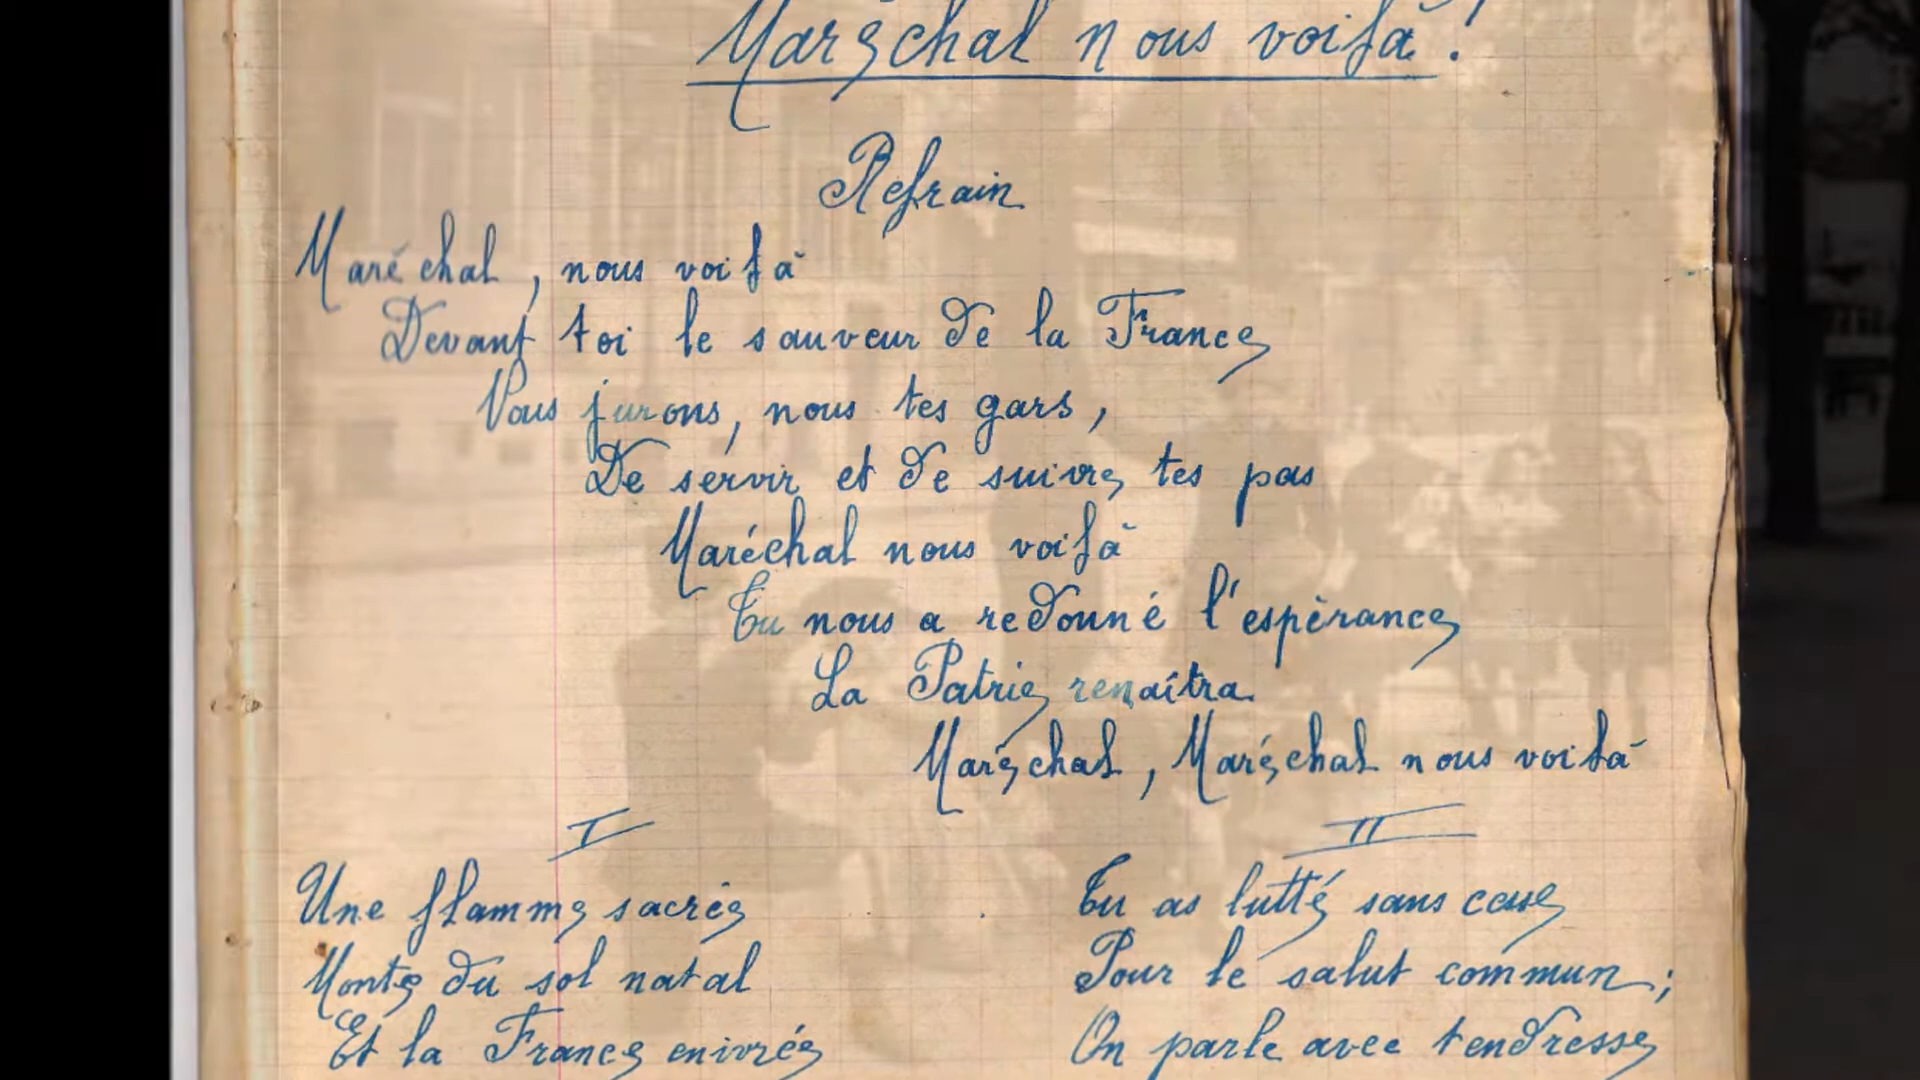 Maréchal nous voilà !
Refrain
Maréchal, nous voilà
Devant toi le sauveur de la France
Nous jurons, nous tes gars,
De servir et de suivre tes pas
Maréchal nous voilà
Tu nous a redonné l'espérance
La Patrie renaîtra
Maréchal, Maréchal nous voilà
I
Une flamme sacrée
Monte du sol natal
Et la France enivrée
II
Tu as lutté sans cesse
Pour le salut commun ;
On parle avec tendresse